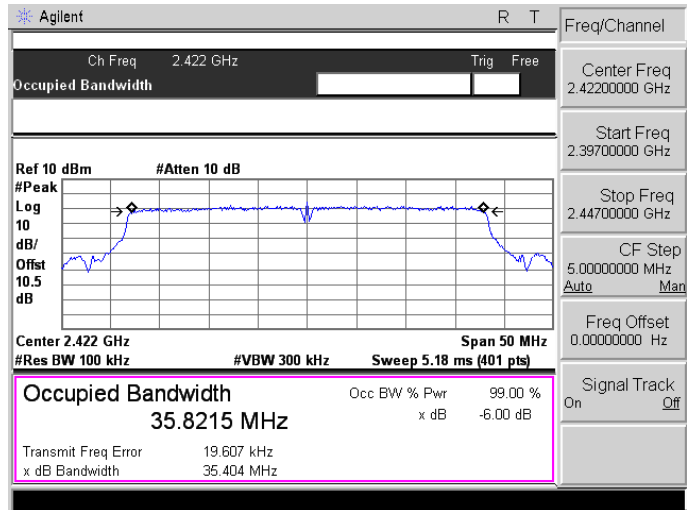 Agilent
R T
Freq/Channel
Ch Freq 2.422 GHz
Trig Free
Occupied Bandwidth
Center Freq
2.42200000 GHz
Start Freq
2.39700000 GHz
Stop Freq
2.44700000 GHz
CF Step
5.00000000 MHz
Auto Man
Freq Offset
0.00000000 Hz
Signal Track
On Off
Ref 10 dBm #Atten 10 dB
#Peak
Log
10
dB/
Offst
10.5
dB
Center 2.422 GHz Span 50 MHz
#Res BW 100 kHz #VBW 300 kHz Sweep 5.18 ms (401 pts)
Occupied Bandwidth Occ BW % Pwr 99.00 %
35.8215 MHz x dB -6.00 dB
Transmit Freq Error 19.607 kHz
x dB Bandwidth 35.404 MHz